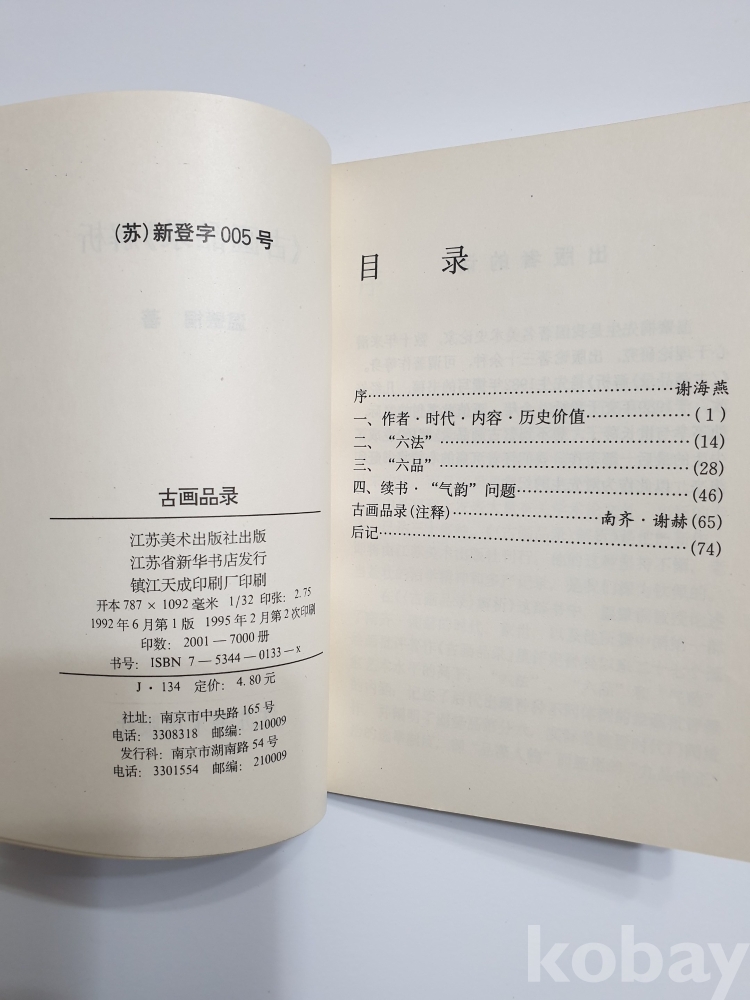 (苏)新登字 005 号
古画品录
江苏美术出版社出版
江苏省新华书店发行
镇江天成印刷厂印刷
开本 787 × 1092 毫米 1/32 印张: 2.75
1992 年 6 月第 1 版 1995 年 2 月第 2 次印刷
印数: 2001 — 7000 册
书号: ISBN 7 — 5344 — 0133 — x
J · 134 定价: 4.80 元
社址: 南京市中央路 165 号
电话: 3308318 邮编: 210009
发行科: 南京市湖南路 54 号
电话: 3301554 邮编: 210009
目 录
序……………………………………谢海燕
一、作者·时代·内容·历史价值………………(1)
二、“六法”………………………………(14)
三、“六品”………………………………(28)
四、续书·“气韵”问题……………………(46)
古画品录(注释)…………………南齐·谢赫(65)
后记……………………………………(74)
kobay